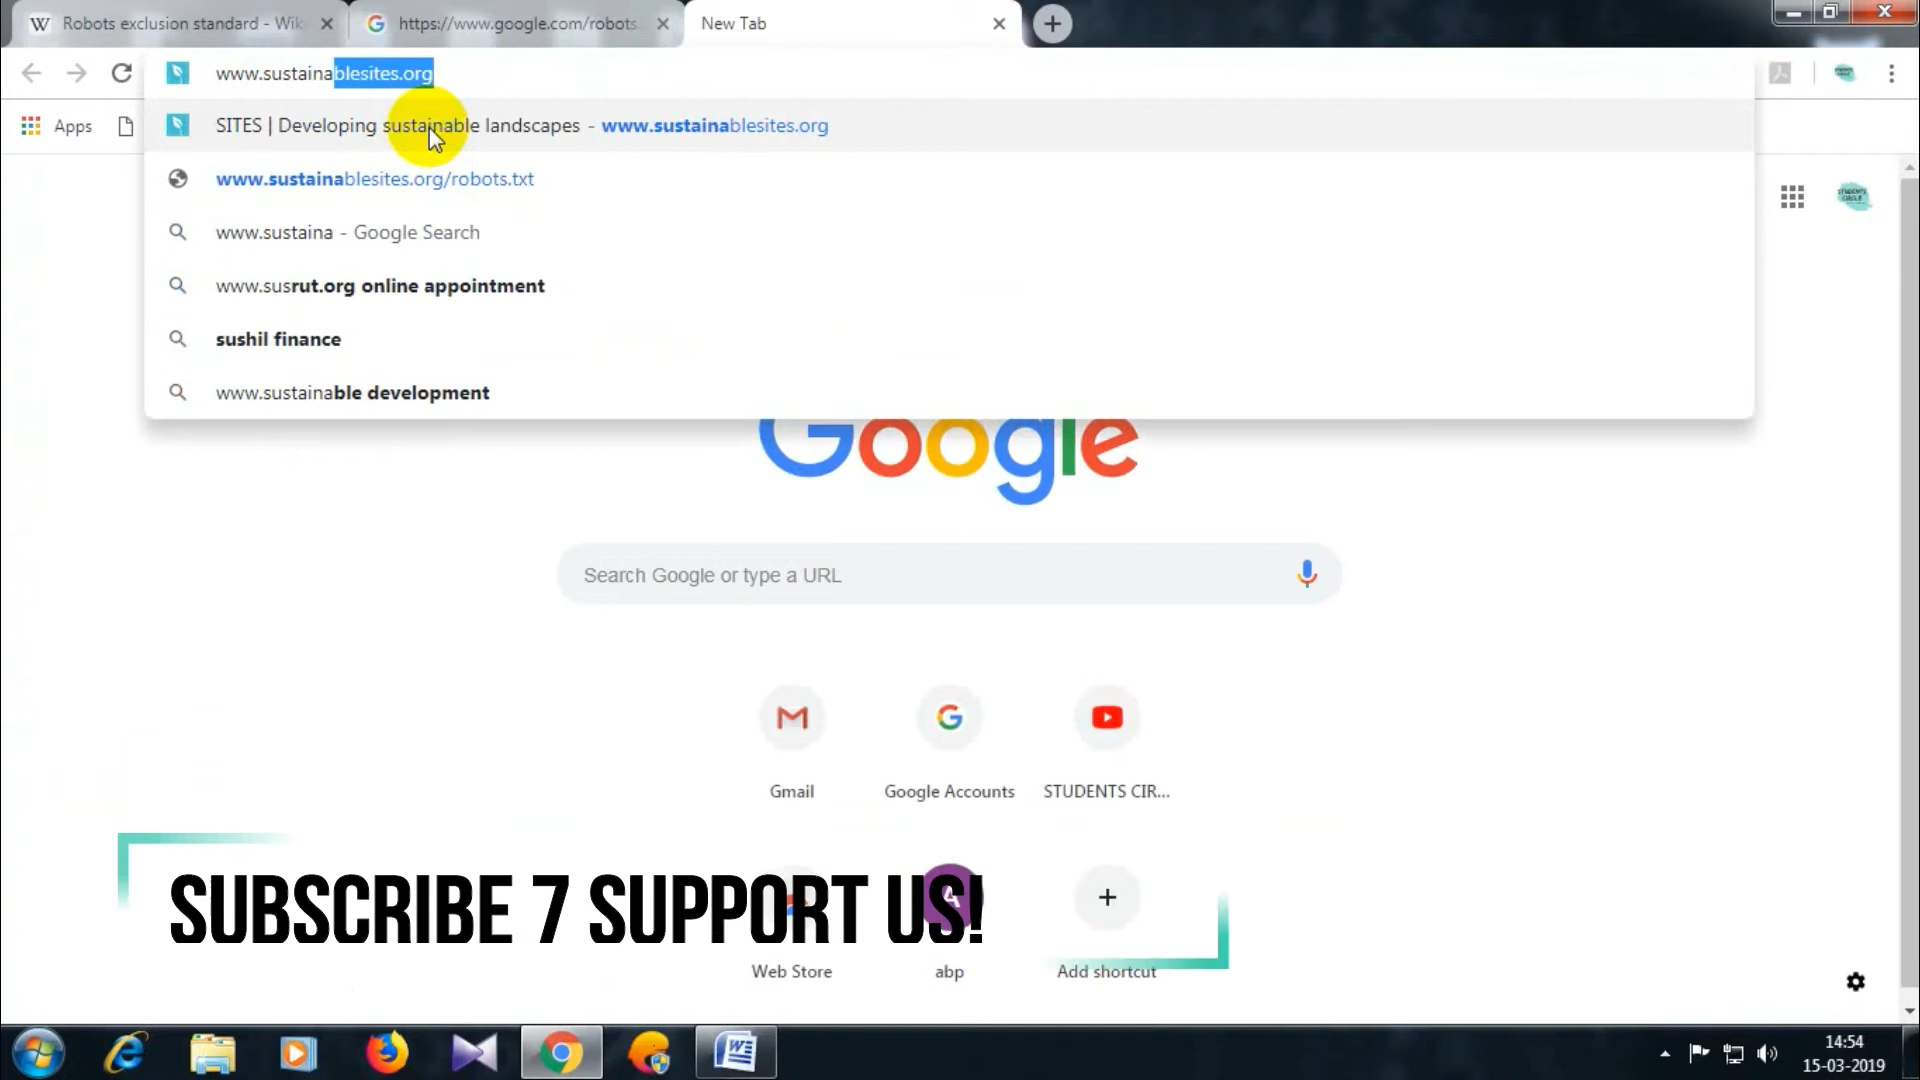 Robots exclusion standard - Wik
https://www.google.com/robots.
New Tab
www.sustainablesites.org
Apps
SITES | Developing sustainable landscapes - www.sustainablesites.org
www.sustainablesites.org/robots.txt
www.sustaina - Google Search
www.susrut.org online appointment
sushil finance
www.sustainable development
Google
Search Google or type a URL
Gmail
Google Accounts
STUDENTS CIR...
SUBSCRIBE 7 SUPPORT US!
Web Store
abp
Add shortcut
14:54
15-03-2019